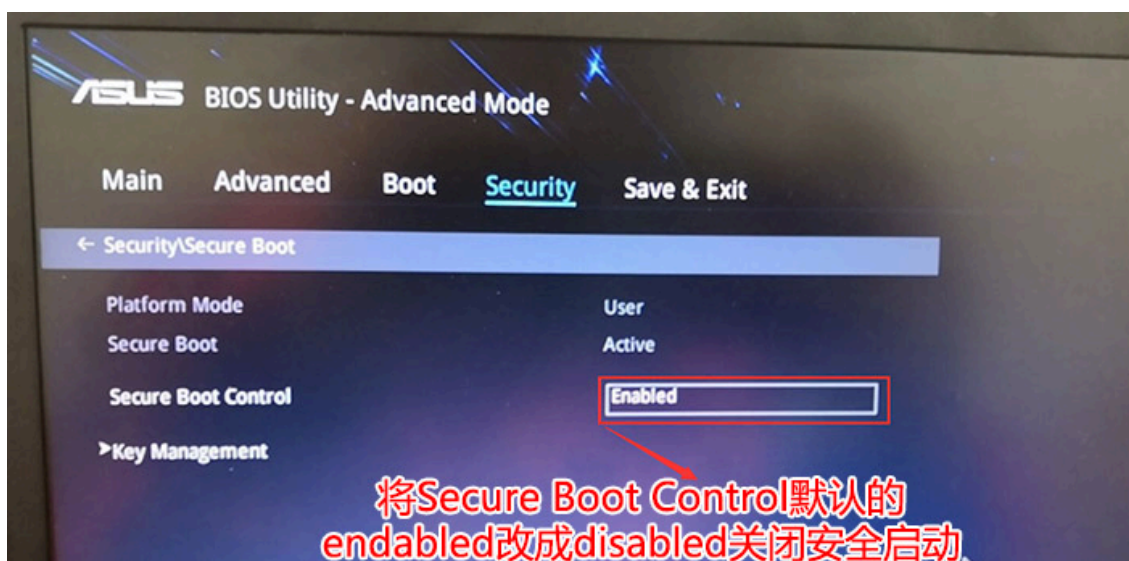 ASUS BIOS Utility - Advanced Mode
Main Advanced Boot Security Save & Exit
← Security\Secure Boot
Platform Mode User
Secure Boot Active
Secure Boot Control Enabled
>Key Management
将Secure Boot Control默认的
endabled改成disabled关闭安全启动